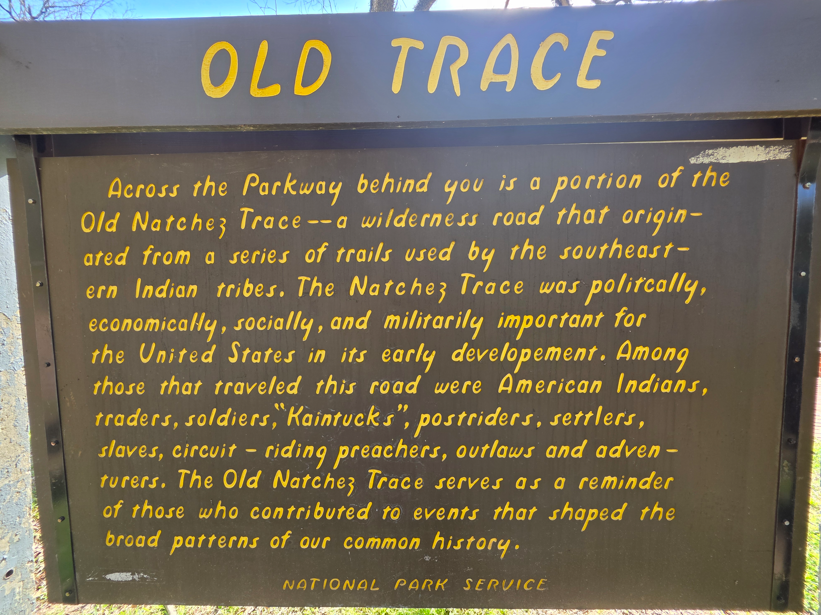 OLD TRACE
Across the Parkway behind you is a portion of the
Old Natchez Trace--a wilderness road that origin-
ated from a series of trails used by the southeast-
ern Indian tribes. The Natchez Trace was politcally,
economically, socially, and militarily important for
the United States in its early developement. Among
those that traveled this road were American Indians,
traders, soldiers, "Kaintucks", postriders, settlers,
slaves, circuit - riding preachers, outlaws and adven-
turers. The Old Natchez Trace serves as a reminder
of those who contributed to events that shaped the
broad patterns of our common history.
NATIONAL PARK SERVICE